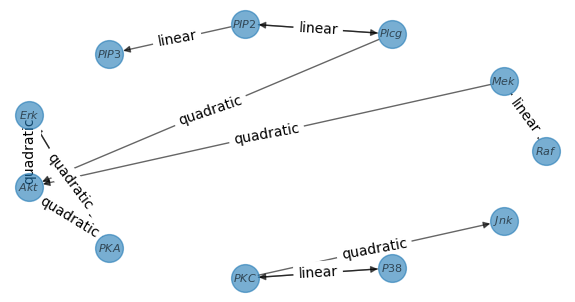 PIP2
Plcg
linear
linear
PIP3
Mek
quadratic
linear
Erk
quadratic
quadratic
Raf
quadratic
Akt
quadratic
Jnk
PKA
quadratic
PKC
linear
P38